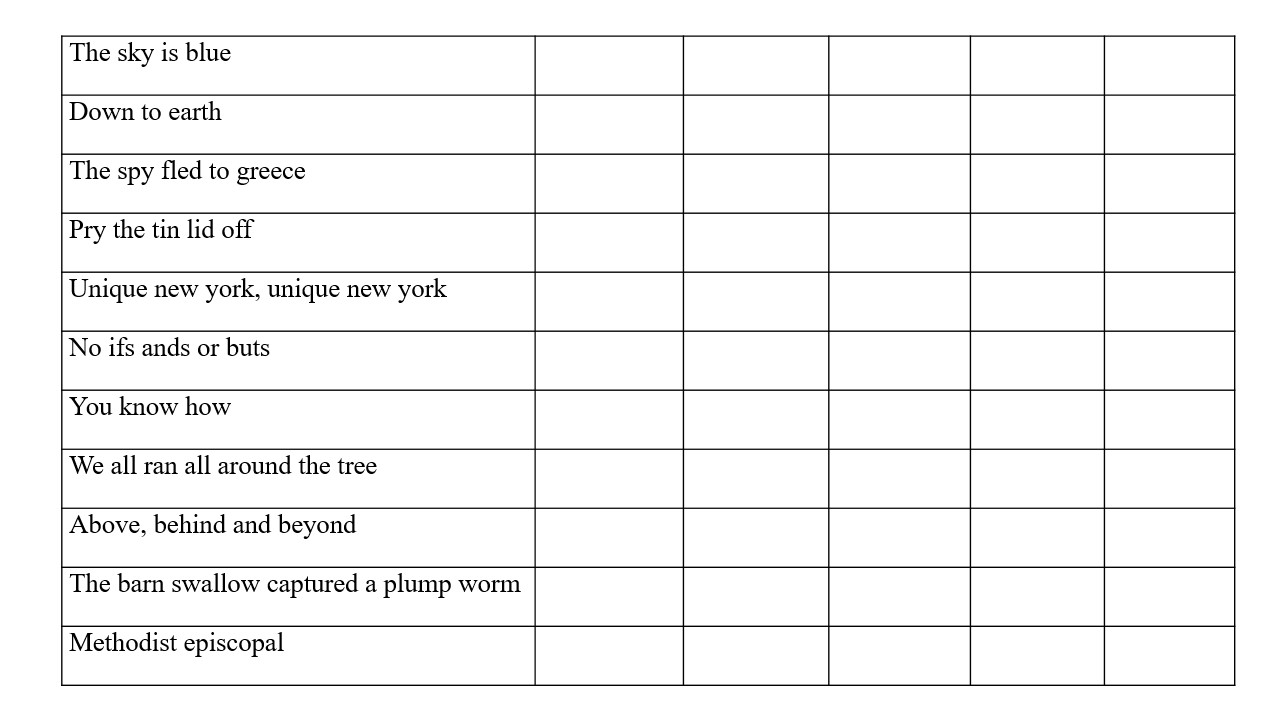 The sky is blue
Down to earth
The spy fled to greece
Pry the tin lid off
Unique new york, unique new york
No ifs ands or buts
You know how
We all ran all around the tree
Above, behind and beyond
The barn swallow captured a plump worm
Methodist episcopal